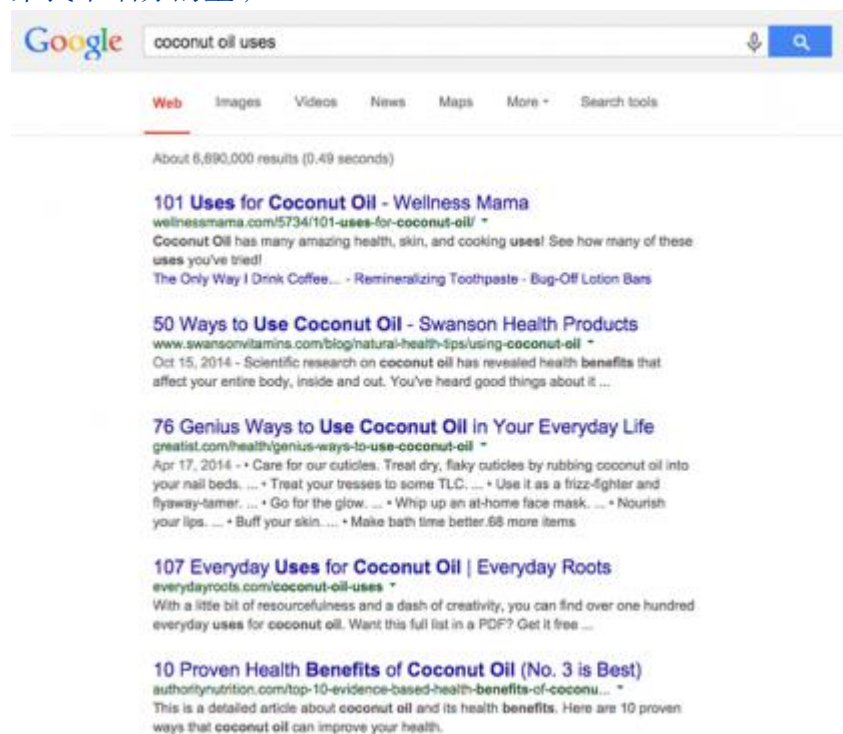 Google coconut oil uses
Web Images Videos News Maps More Search tools
About 6,690,000 results (0.49 seconds)
101 Uses for Coconut Oil - Wellness Mama
wellnessmama.com/5734/101-uses-for-coconut-oil/
Coconut Oil has many amazing health, skin, and cooking uses! See how many of these
uses you've tried!
The Only Way I Drink Coffee... - Remineralizing Toothpaste - Bug-Off Lotion Bars
50 Ways to Use Coconut Oil - Swanson Health Products
www.swansonvitamins.com/blog/natural-health-tips/using-coconut-oil
Oct 15, 2014 - Scientific research on coconut oil has revealed health benefits that
affect your entire body, inside and out. You've heard good things about it ...
76 Genius Ways to Use Coconut Oil in Your Everyday Life
greatist.com/health/genius-ways-to-use-coconut-oil
Apr 17, 2014 - • Care for our cuticles. Treat dry, flaky cuticles by rubbing coconut oil into
your nail beds. ... • Treat your tresses to some TLC. ... • Use it as a frizz-fighter and
flyaway-tamer. ... • Go for the glow. ... • Whip up an at-home face mask. ... • Nourish
your lips. ... • Buff your skin. ... • Make bath time better.68 more items
107 Everyday Uses for Coconut Oil | Everyday Roots
everydayroots.com/coconut-oil-uses
With a little bit of resourcefulness and a dash of creativity, you can find over one hundred
everyday uses for coconut oil. Want this full list in a PDF? Get it free ...
10 Proven Health Benefits of Coconut Oil (No. 3 is Best)
authoritynutrition.com/top-10-evidence-based-health-benefits-of-coconu...
This is a detailed article about coconut oil and its health benefits. Here are 10 proven
ways that coconut oil can improve your health.